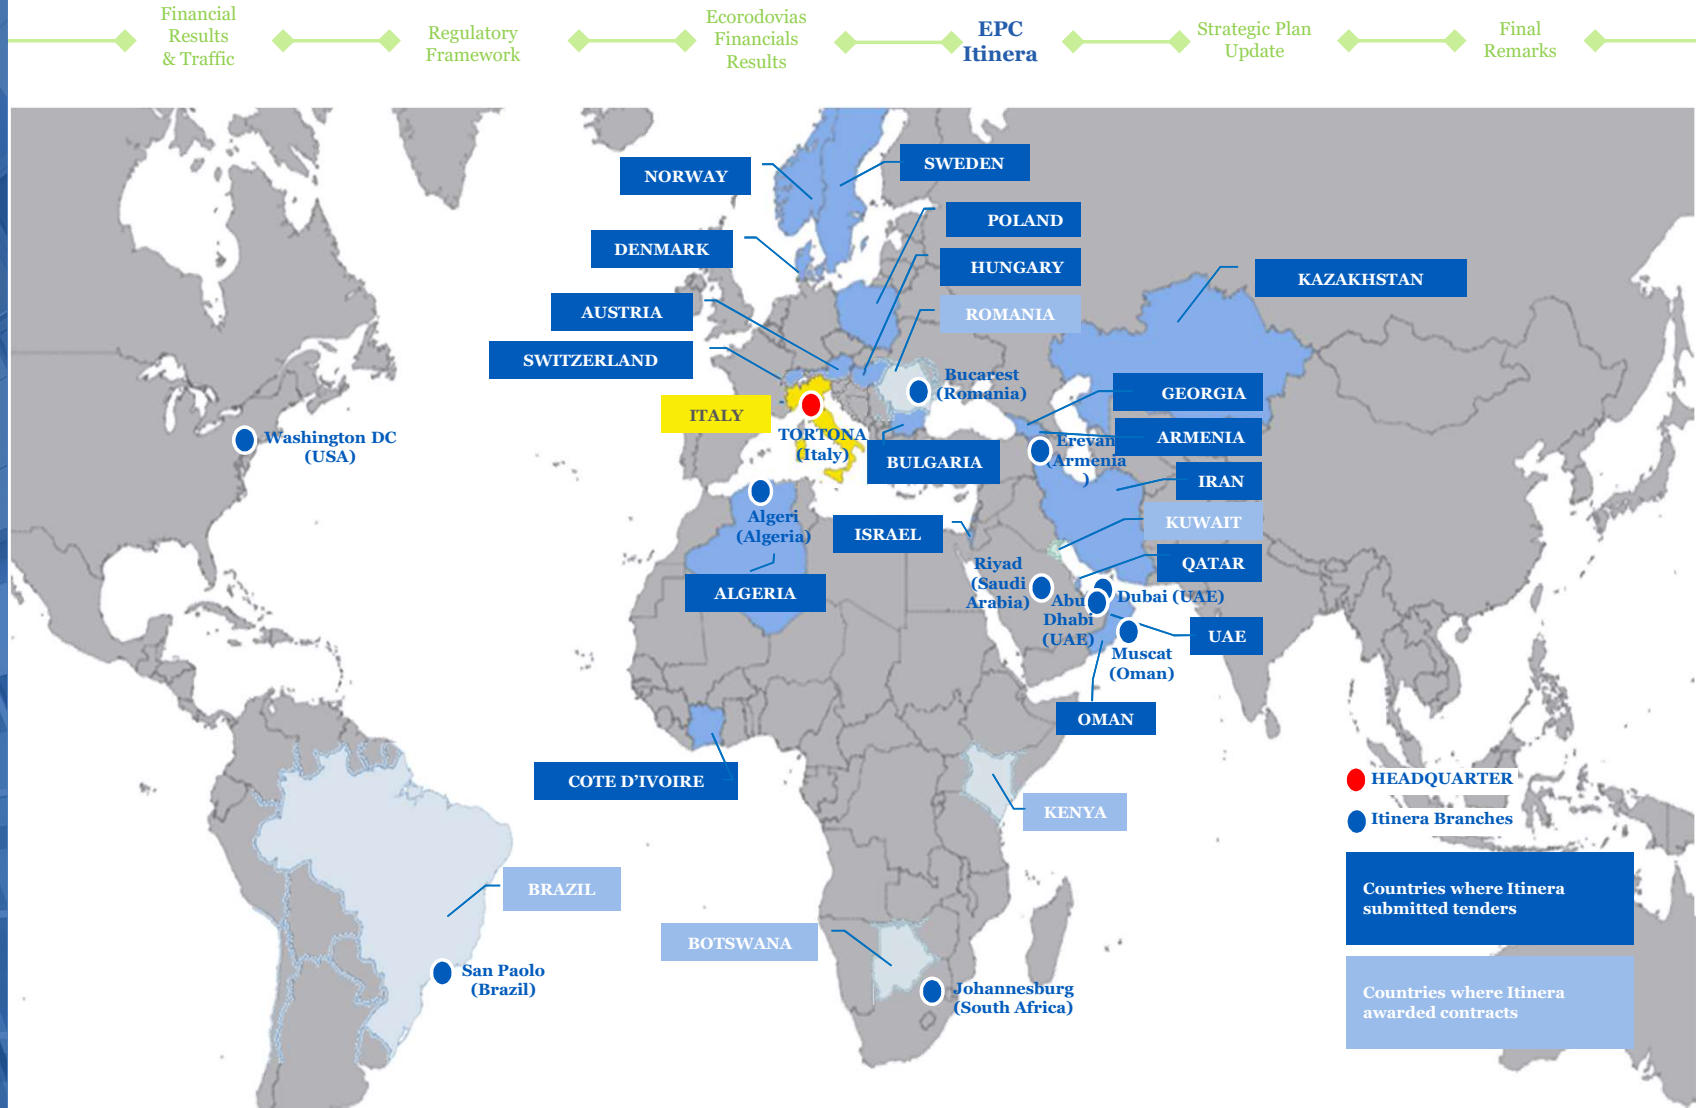 Financial
Results
& Traffic
Regulatory
Framework
Ecorodovias
Financials
Results
EPC
Itinera
Strategic Plan
Update
Final
Remarks
NORWAY
SWEDEN
POLAND
DENMARK
HUNGARY
KAZAKHSTAN
AUSTRIA
ROMANIA
SWITZERLAND
Bucarest
(Romania)
GEORGIA
ITALY
TORTONA
(Italy)
Washington DC
(USA)
ARMENIA
Erevan
(Armenia
)
BULGARIA
IRAN
Algeri
(Algeria)
KUWAIT
ISRAEL
QATAR
Riyad
(Saudi
Arabia)
ALGERIA
Dubai (UAE)
Abu
Dhabi
(UAE)
UAE
Muscat
(Oman)
OMAN
COTE D’IVOIRE
HEADQUARTER
KENYA
Itinera Branches
BRAZIL
Countries where Itinera
submitted tenders
BOTSWANA
San Paolo
(Brazil)
Johannesburg
(South Africa)
Countries where Itinera
awarded contracts